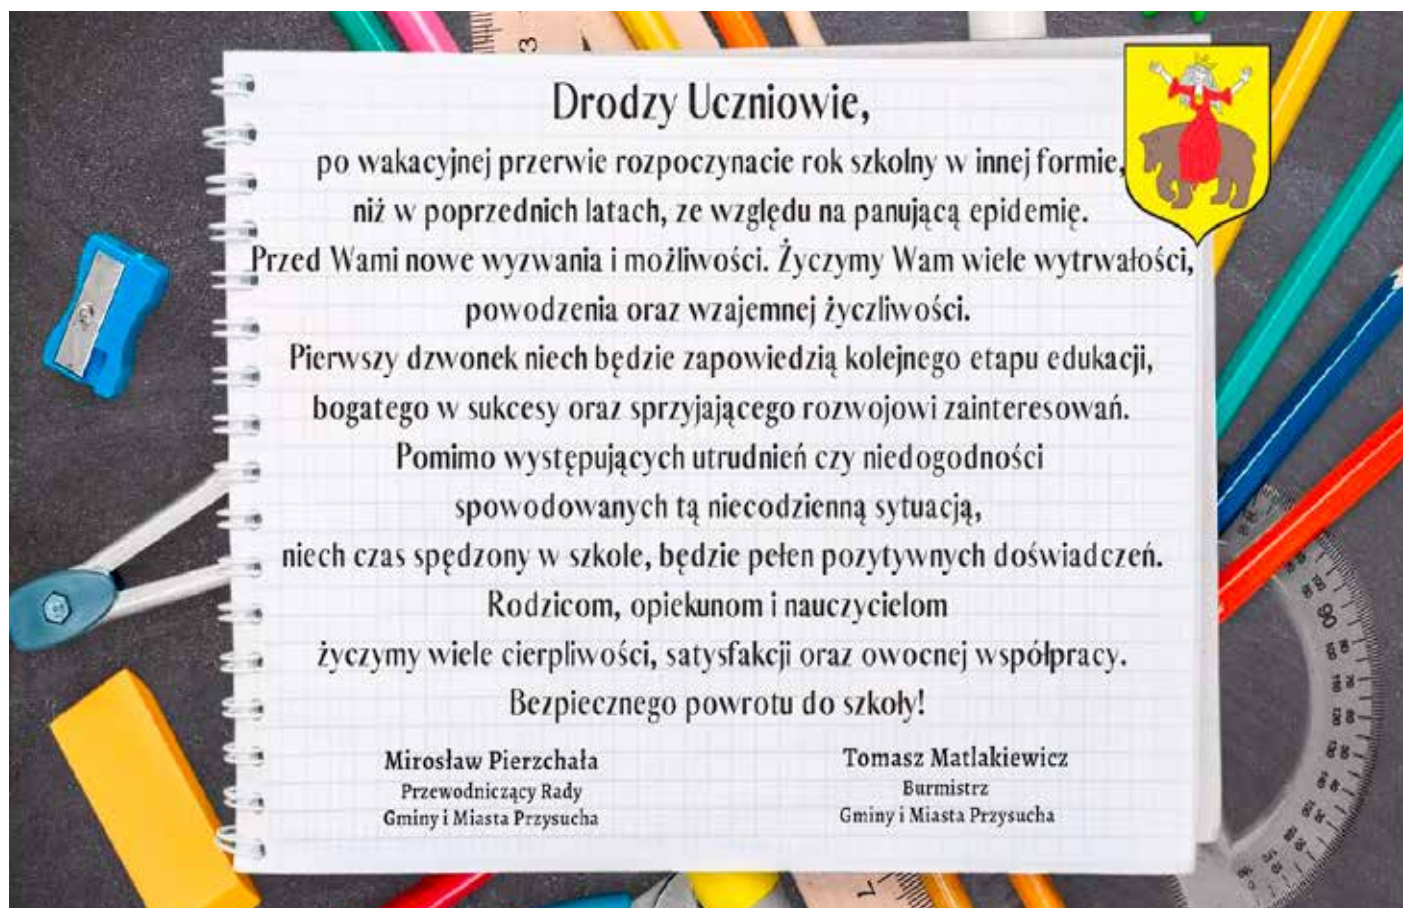 Drodzy Uczniowie,
po wakacyjnej przerwie rozpoczynacie rok szkolny w innej formie,
niż w poprzednich latach, ze względu na panującą epidemię.
Przed Wami nowe wyzwania i możliwości. Życzymy Wam wiele wytrwałości,
powodzenia oraz wzajemnej życzliwości.
Pierwszy dzwonek niech będzie zapowiedzią kolejnego etapu edukacji,
bogatego w sukcesy oraz sprzyjającego rozwojowi zainteresowań.
Pomimo występujących utrudnień czy niedogodności
spowodowanych tą niecodzienną sytuacją,
niech czas spędzony w szkole, będzie pełen pozytywnych doświadczeń.
Rodzicom, opiekunom i nauczycielom
życzymy wiele cierpliwości, satysfakcji oraz owocnej współpracy.
Bezpiecznego powrotu do szkoły!
Mirosław Pierzchała
Przewodniczący Rady
Gminy i Miasta Przysucha
Tomasz Matlakiewicz
Burmistrz
Gminy i Miasta Przysucha
3
7
90